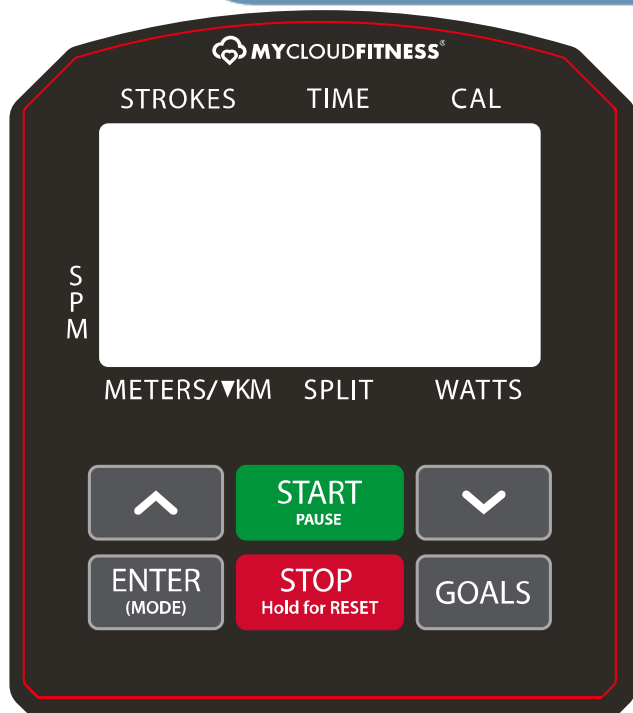 MYCLOUDFITNESS®
STROKES TIME CAL
S
P
M
METERS/▼KM SPLIT WATTS
START
PAUSE
ENTER
(MODE)
STOP
Hold for RESET
GOALS